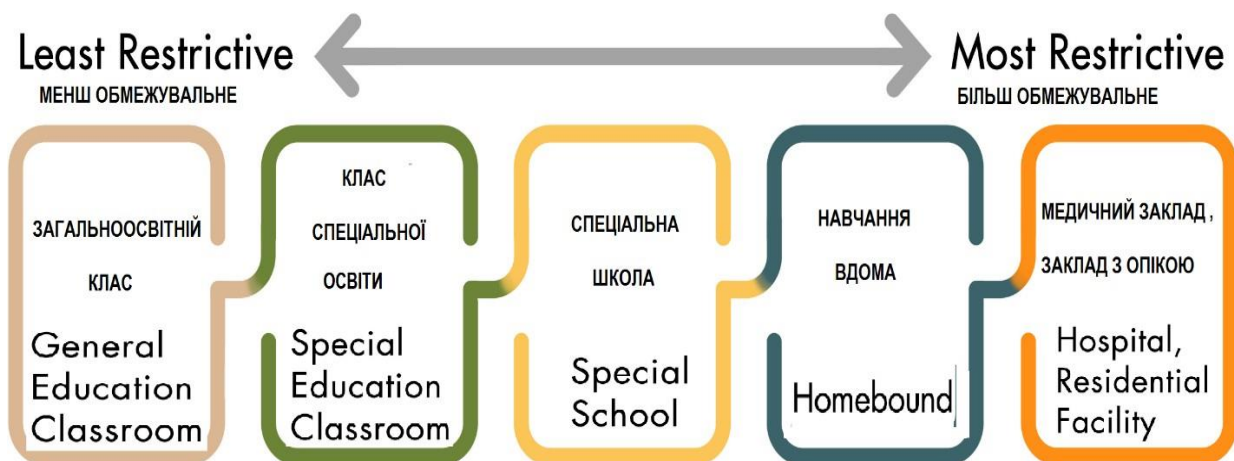 Least Restrictive
Most Restrictive
МЕНШ ОБМЕЖУВАЛЬНЕ
БІЛЬШ ОБМЕЖУВАЛЬНЕ
ЗАГАЛЬНООСВІТНІЙ
КЛАС
General
Education
Classroom
КЛАС
СПЕЦІАЛЬНОЇ
ОСВІТИ
Special
Education
Classroom
СПЕЦІАЛЬНА
ШКОЛА
Special
School
НАВЧАННЯ
ВДОМА
Homebound
МЕДИЧНИЙ ЗАКЛАД ,
ЗАКЛАД З ОПІКОЮ
Hospital,
Residential
Facility